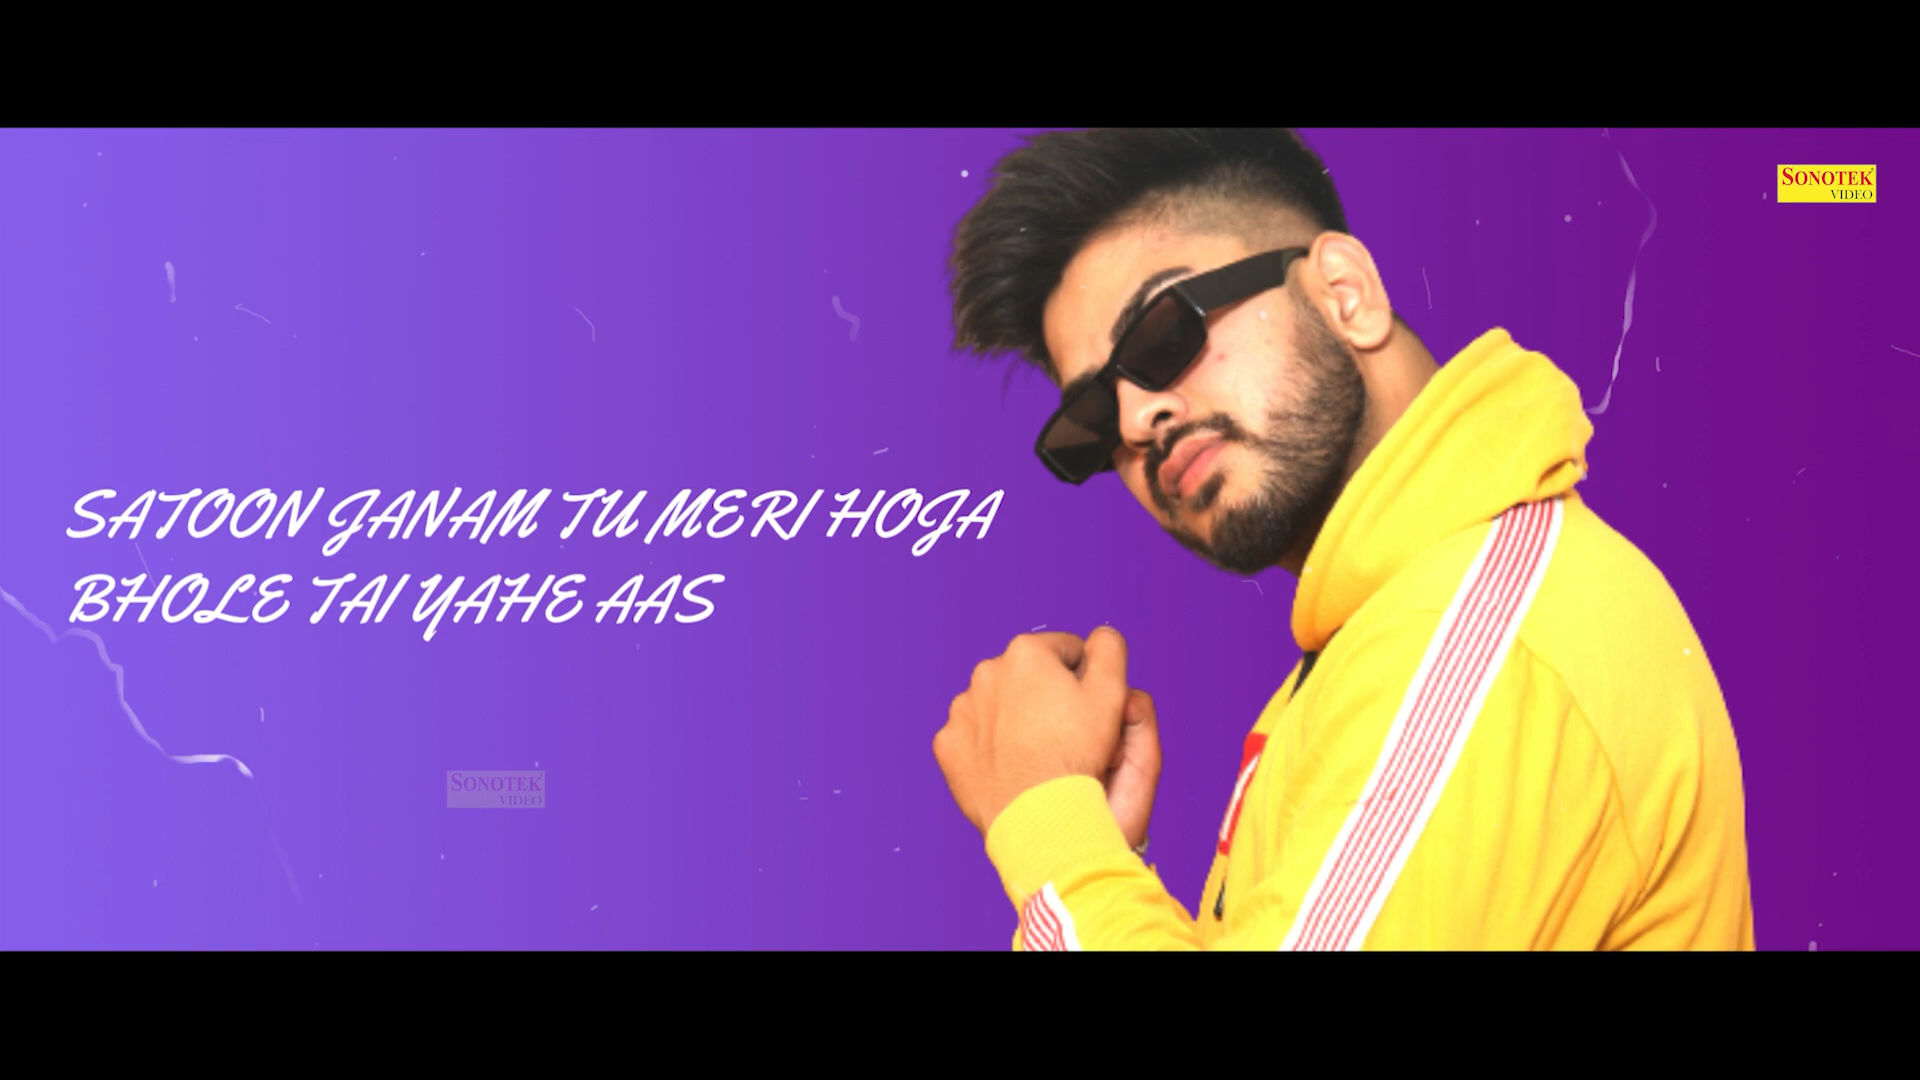 SONOTEK
VIDEO
SATOON JANAM TU MERI HOJA
BHOLE TAI YAHE AAS
SONOTEK
VIDEO